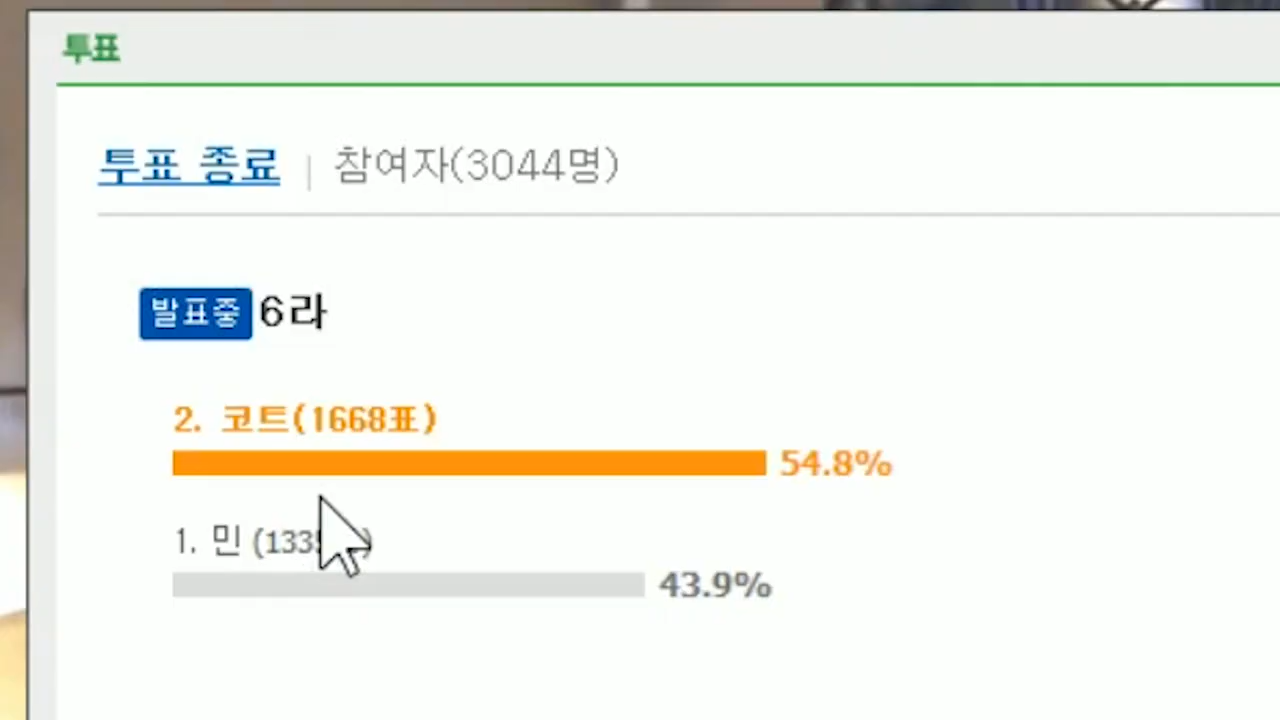 투표
투표 종료 | 참여자(3044명)
발표중 6라
2. 코트(1668표)
54.8%
1. 민
43.9%